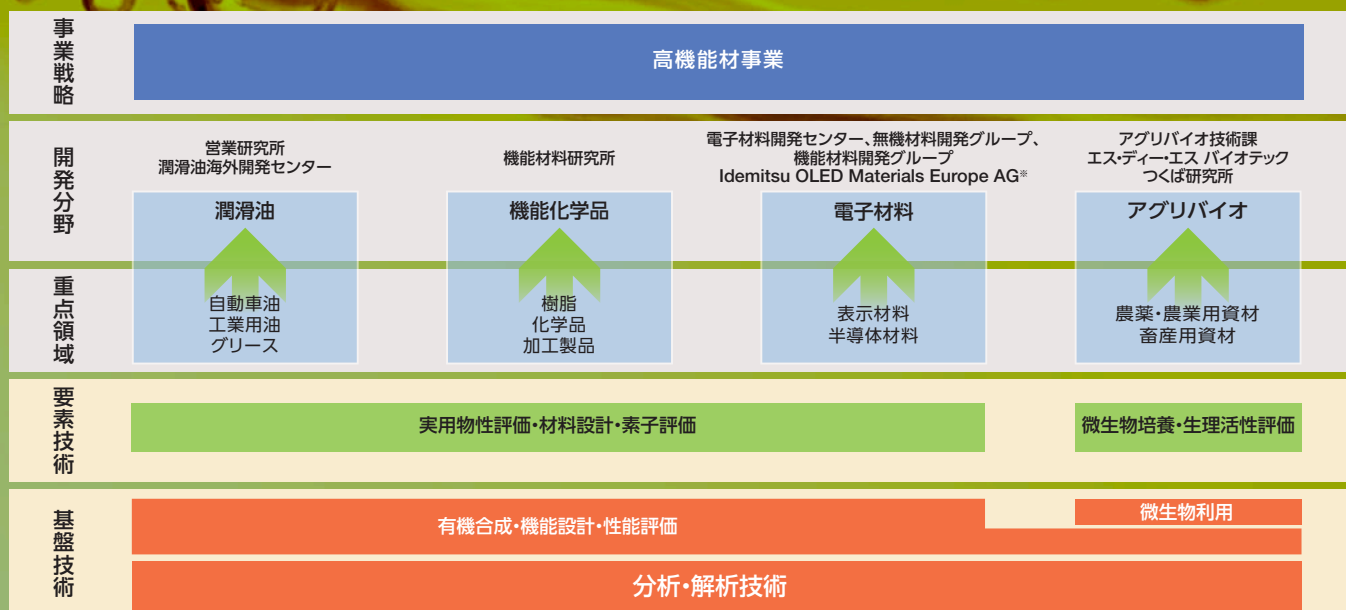 事業戦略
高機能材事業
開発分野
営業研究所
潤滑油海外開発センター
機能材料研究所
電子材料開発センター、無機材料開発グループ、
機能材料開発グループ
Idemitsu OLED Materials Europe AG※
アグリバイオ技術課
エス・ディー・エス バイオテック
つくば研究所
潤滑油
機能化学品
電子材料
アグリバイオ
重点領域
自動車油
工業用油
グリース
樹脂
化学品
加工製品
表示材料
半導体材料
農薬・農業用資材
畜産用資材
要素技術
実用物性評価・材料設計・素子評価
微生物培養・生理活性評価
基盤技術
有機合成・機能設計・性能評価
微生物利用
分析・解析技術